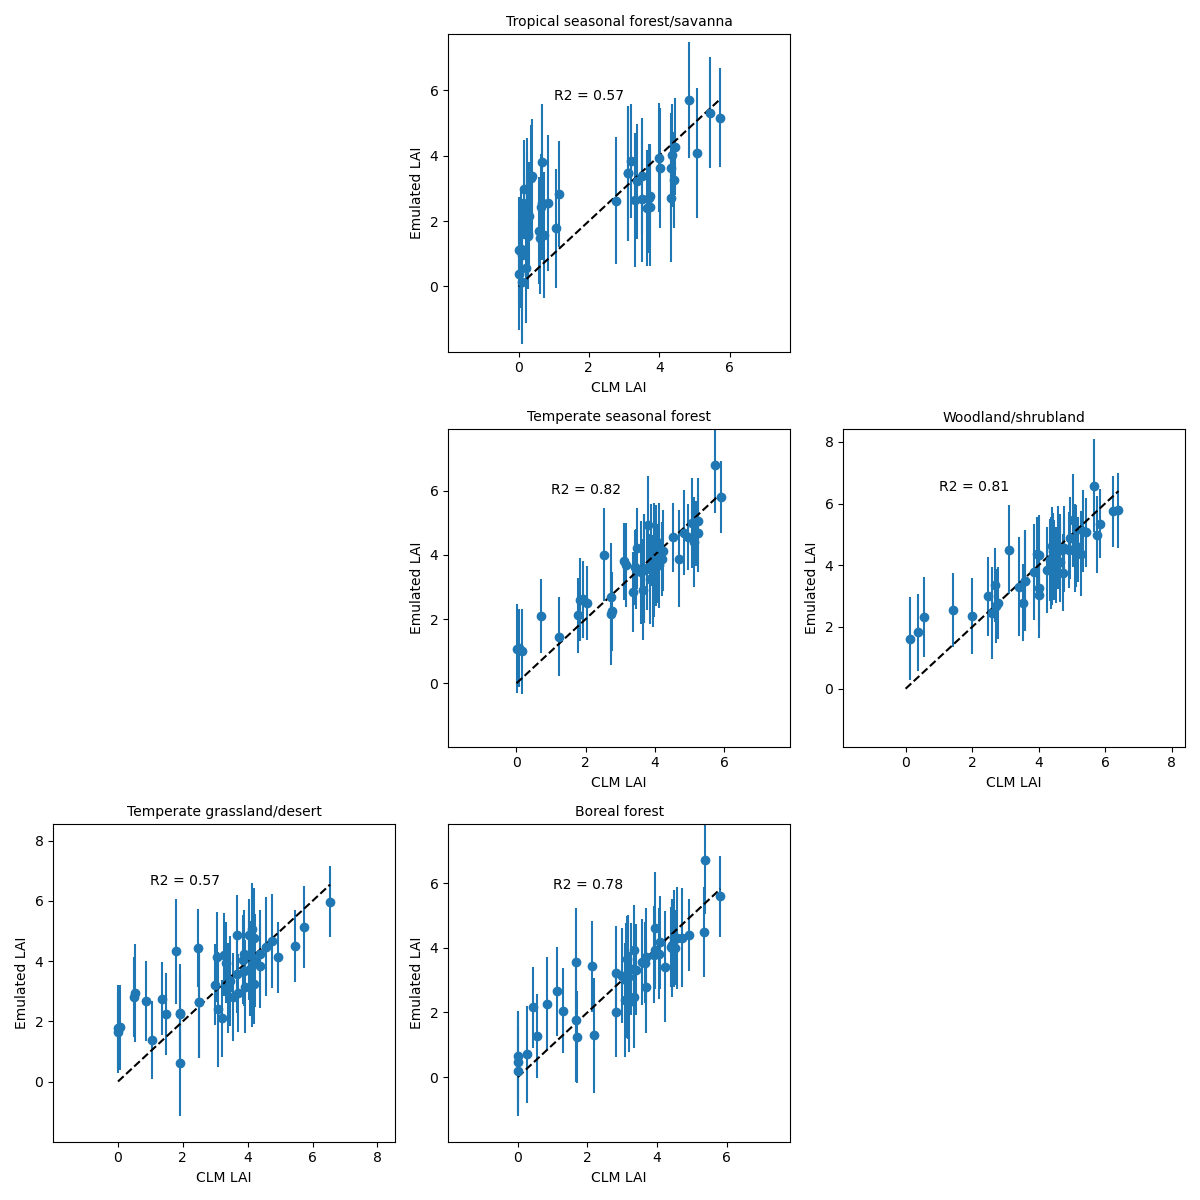 Tropical seasonal forest/savanna
R2 = 0.57
Emulated LAI
6
4
2
0
0 2 4 6
CLM LAI
Temperate seasonal forest
R2 = 0.82
Emulated LAI
6
4
2
0
0 2 4 6
CLM LAI
Woodland/shrubland
R2 = 0.81
Emulated LAI
8
6
4
2
0
0 2 4 6 8
CLM LAI
Temperate grassland/desert
R2 = 0.57
Emulated LAI
8
6
4
2
0
0 2 4 6 8
CLM LAI
Boreal forest
R2 = 0.78
Emulated LAI
6
4
2
0
0 2 4 6
CLM LAI